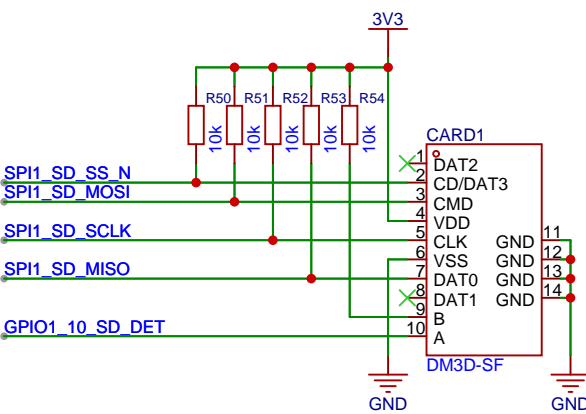 3V3
R50 R51 R52 R53 R54
10k 10k 10k 10k 10k
CARD1
SPI1_SD_SS_N
SPI1_SD_MOSI
SPI1_SD_SCLK
SPI1_SD_MISO
GPIO1_10_SD_DET
1 DAT2
2 CD/DAT3
3 CMD
4 VDD
5 CLK GND 11
6 VSS GND 12
7 DAT0 GND 13
8 DAT1 GND 14
9 B
10 A
DM3D-SF
GND GND